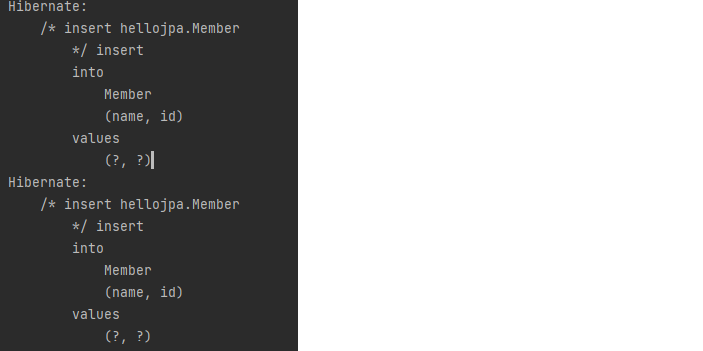 Hibernate:
/* insert hellojpa.Member
*/ insert
into
Member
(name, id)
values
(?, ?)
Hibernate:
/* insert hellojpa.Member
*/ insert
into
Member
(name, id)
values
(?, ?)